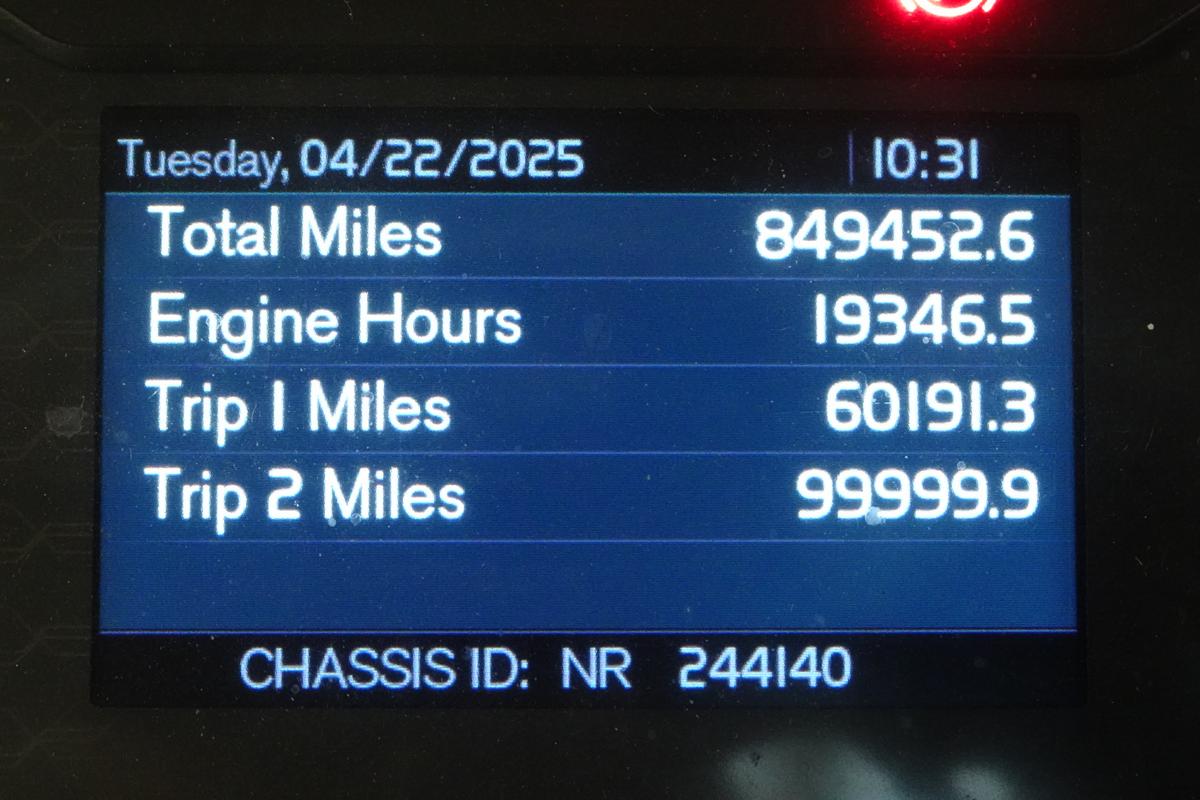 Tuesday, 04/22/2025 10:31
Total Miles 849452.6
Engine Hours 19346.5
Trip 1 Miles 60191.3
Trip 2 Miles 99999.9
CHASSIS ID: NR 244140